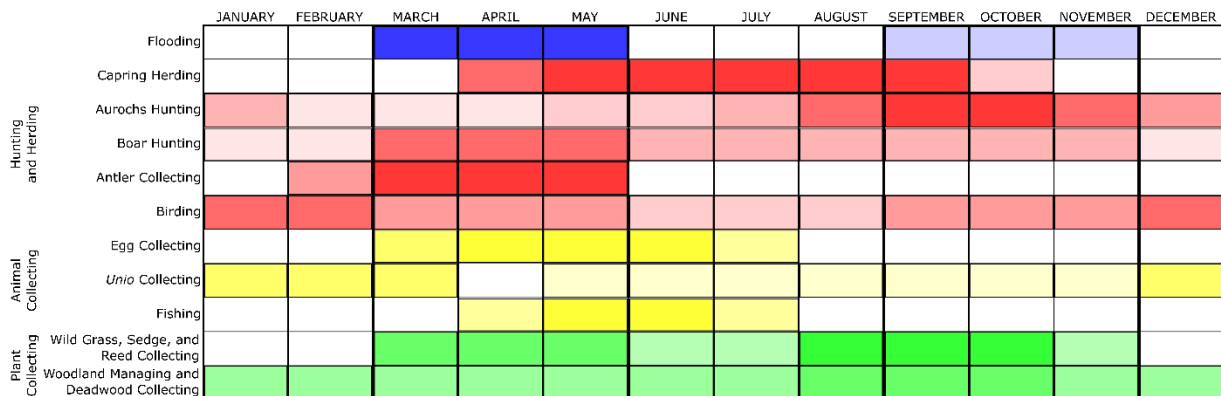 JANUARY FEBRUARY MARCH APRIL MAY JUNE JULY AUGUST SEPTEMBER OCTOBER NOVEMBER DECEMBER
Flooding
Hunting
and Herding
Capring Herding
Aurochs Hunting
Boar Hunting
Antler Collecting
Birding
Animal
Collecting
Egg Collecting
Unio Collecting
Fishing
Plant
Collecting
Wild Grass, Sedge, and
Reed Collecting
Woodland Managing and
Deadwood Collecting